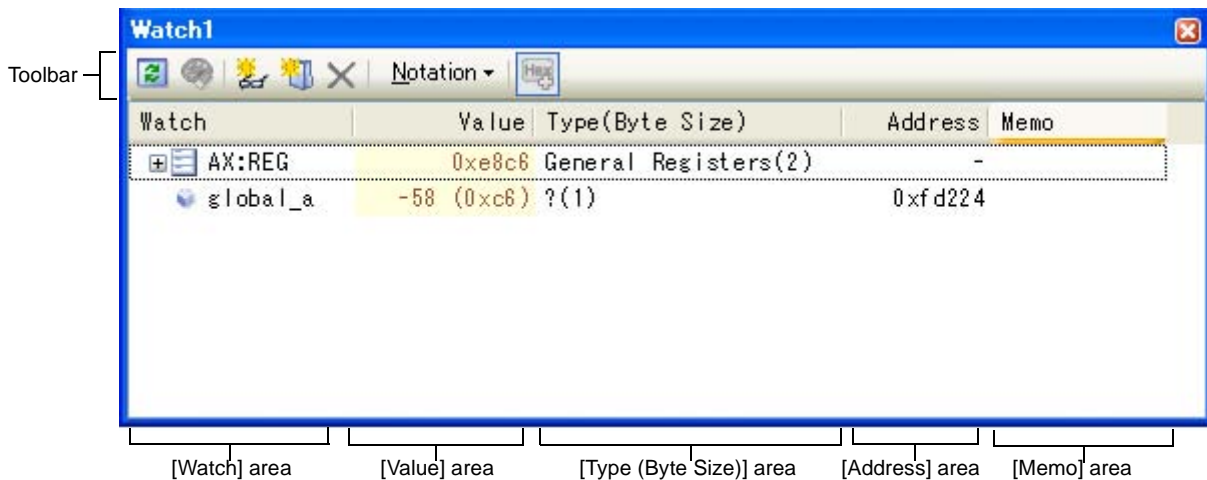 Watch1
Toolbar
Notation
Hex
Watch Value Type(Byte Size) Address Memo
AX:REG 0xe8c6 General Registers(2) -
global_a -58 (0xc6) ?(1) 0xfd224
[Watch] area [Value] area [Type (Byte Size)] area [Address] area [Memo] area